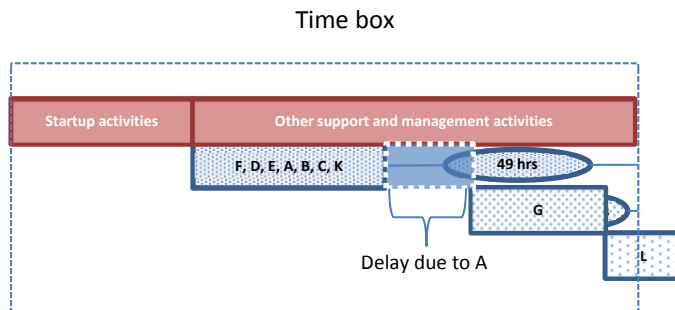 Time box
Startup activities
Other support and management activities
F, D, E, A, B, C, K
49 hrs
G
L
Delay due to A